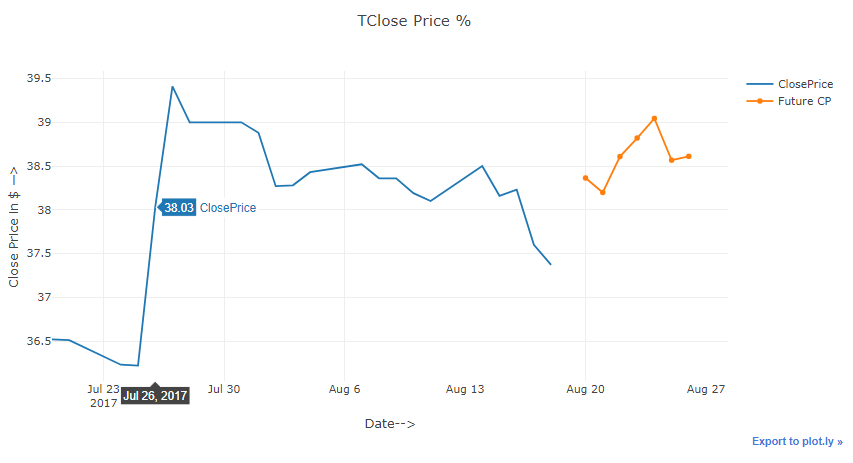 TClose Price %
39.5
39
38.5
38
37.5
37
36.5
Close Price In $ -->
38.03 ClosePrice
ClosePrice
Future CP
Jul 23
2017
Jul 30
Aug 6
Aug 13
Aug 20
Aug 27
Jul 26, 2017
Date-->
Export to plot.ly »